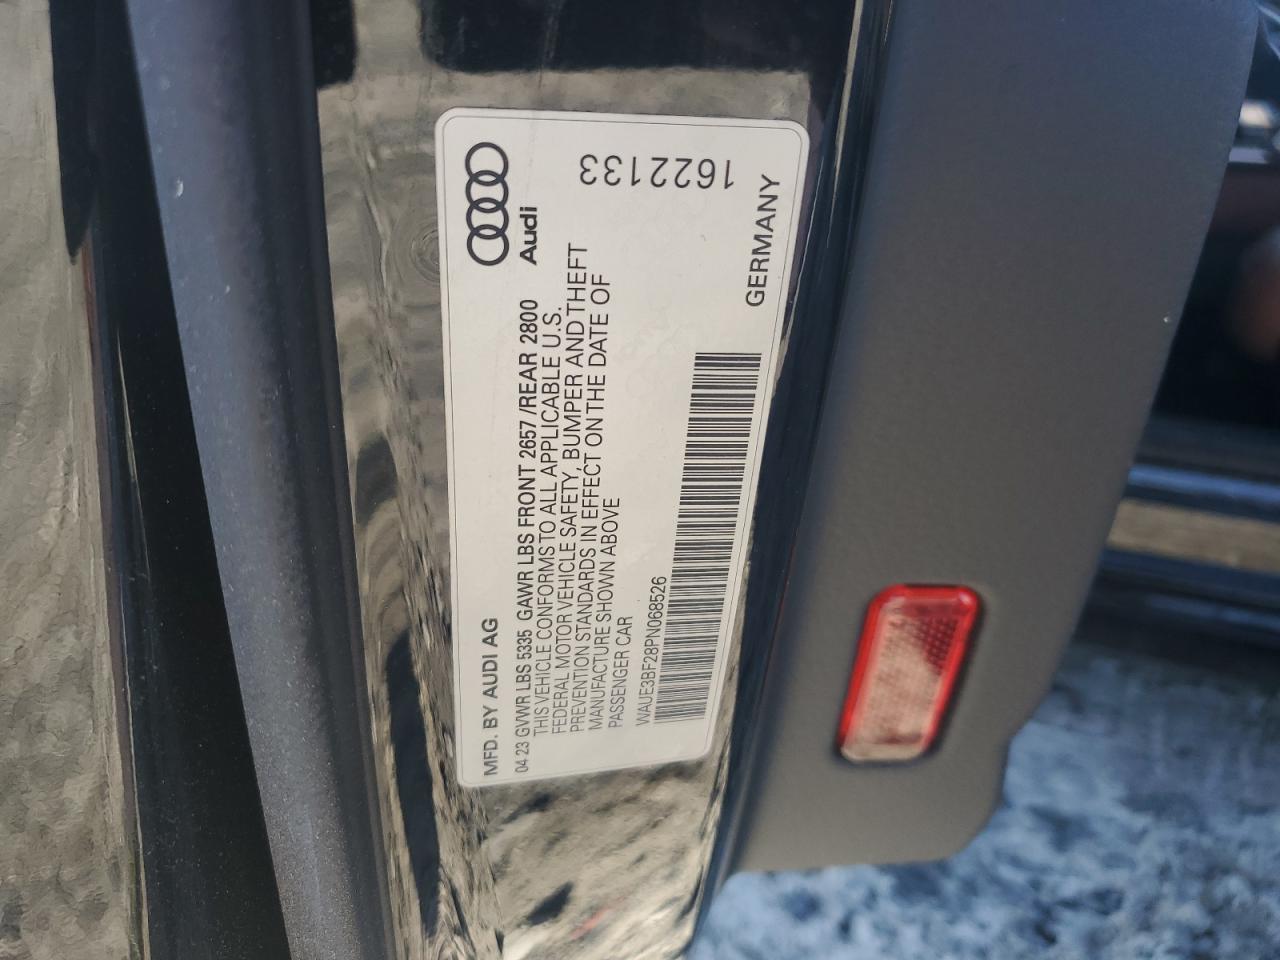 MFD. BY AUDI AG
Audi
04 23 GVWR LBS 5335 GAWR LBS FRONT 2657 /REAR 2800
THIS VEHICLE CONFORMS TO ALL APPLICABLE U.S.
FEDERAL MOTOR VEHICLE SAFETY, BUMPER AND THEFT
PREVENTION STANDARDS IN EFFECT ON THE DATE OF
MANUFACTURE SHOWN ABOVE
PASSENGER CAR
WAUE3BF28PN068526
1622133
GERMANY